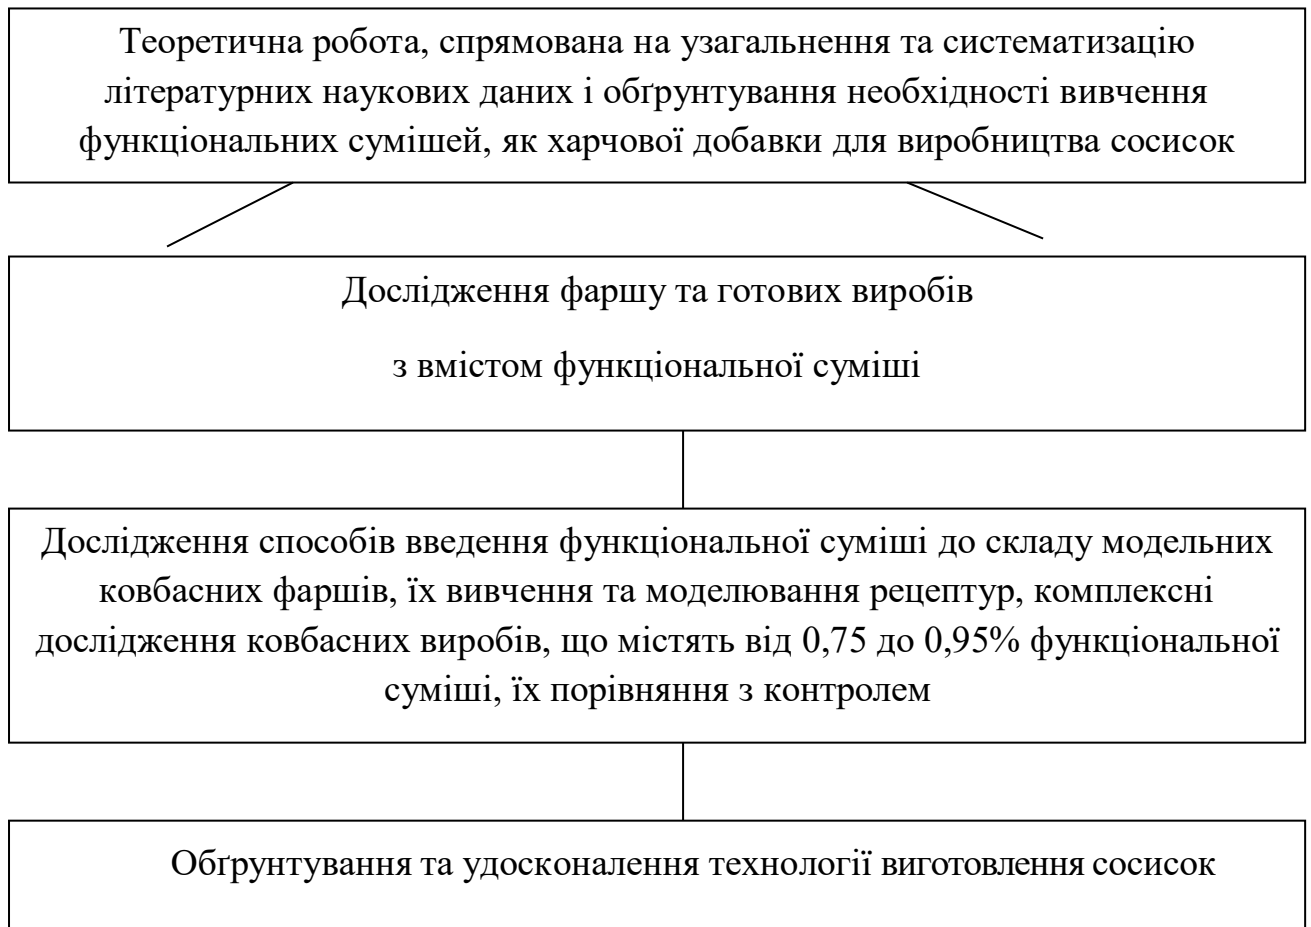 Теоретична робота, спрямована на узагальнення та систематизацію
літературних наукових даних і обґрунтування необхідності вивчення
функціональних сумішей, як харчової добавки для виробництва сосисок
Дослідження фаршу та готових виробів
з вмістом функціональної суміші
Дослідження способів введення функціональної суміші до складу модельних
ковбасних фаршів, їх вивчення та моделювання рецептур, комплексні
дослідження ковбасних виробів, що містять від 0,75 до 0,95% функціональної
суміші, їх порівняння з контролем
Обґрунтування та удосконалення технології виготовлення сосисок